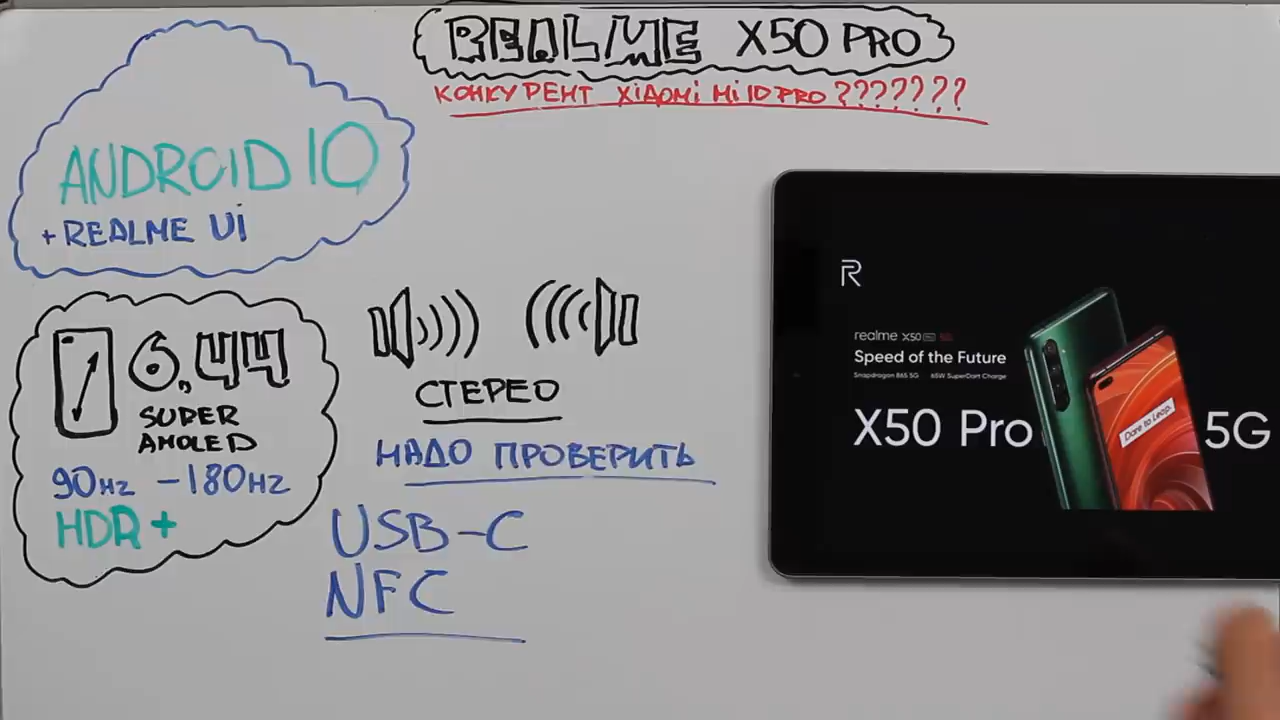 REALME X50 PRO
КОНКУРЕНТ XIAOMI Mi 10 PRO ???????
ANDROID 10
+ REALME Ui
6,44
SUPER
AMOLED
90Hz - 180Hz
HDR +
СТЕРЕО
НАДО ПРОВЕРИТЬ
USB-C
NFC
realme X50 PRO 5G
Speed of the Future
Snapdragon 865 5G 65W SuperDart Charge
X50 Pro 5G
Dare to Leap.